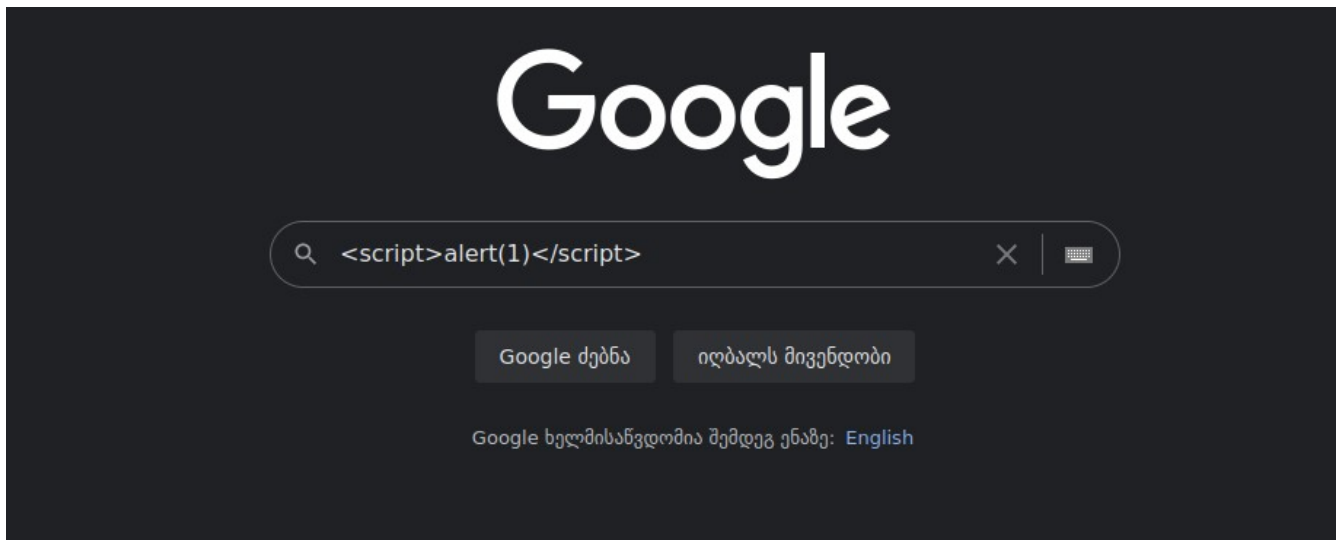 Google
<script>alert(1)</script>
Google ძებნა
იღბალს მივენდობი
Google ხელმისაწვდომია შემდეგ ენაზე: English